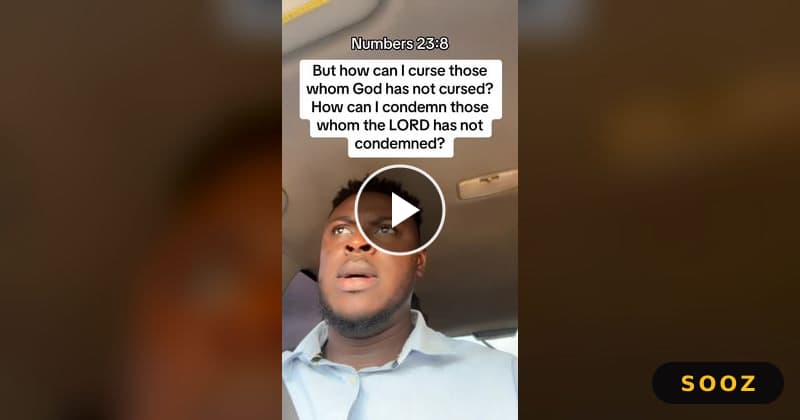 Numbers 23:8
But how can I curse those
whom God has not cursed?
How can I condemn those
whom the LORD has not
condemned?
SOOZ